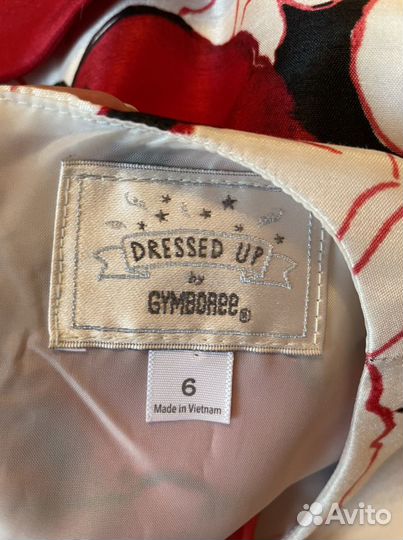 DRESSED UP
by
GYMBOREE®
6
Made in Vietnam
Avito